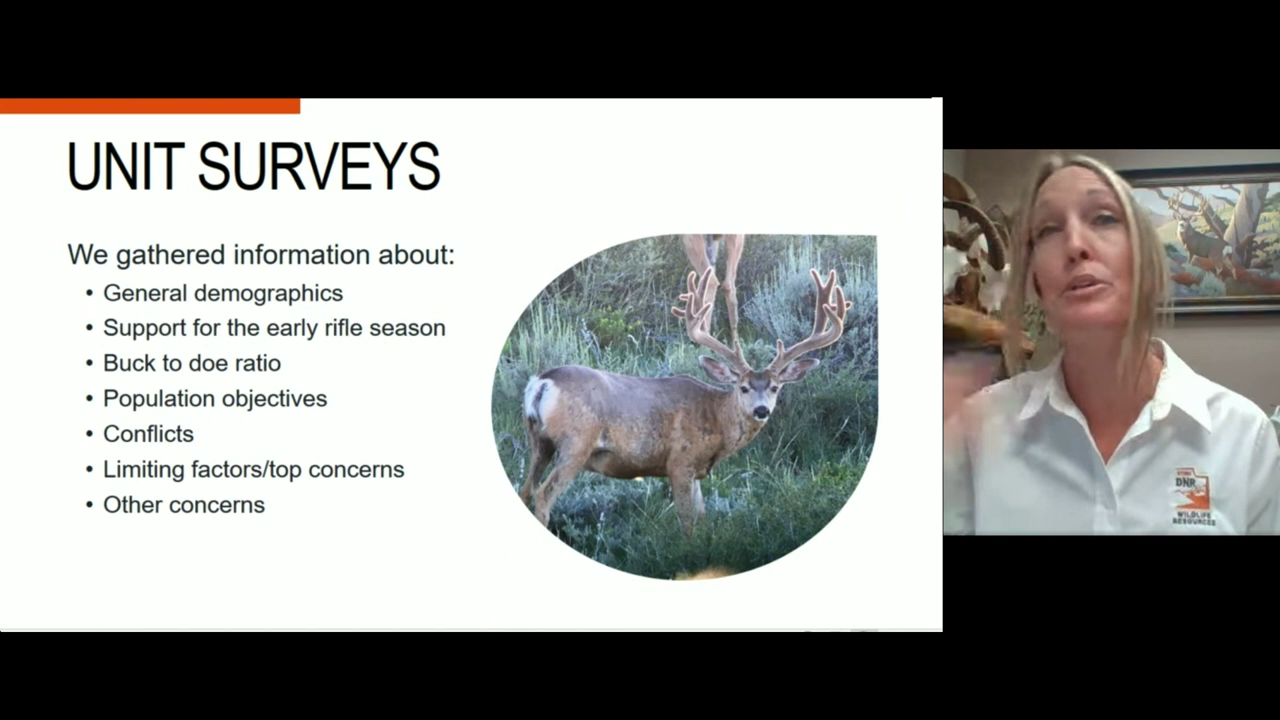 UNIT SURVEYS
We gathered information about:
• General demographics
• Support for the early rifle season
• Buck to doe ratio
• Population objectives
• Conflicts
• Limiting factors/top concerns
• Other concerns
UTAH
DNR
WILDLIFE
RESOURCES